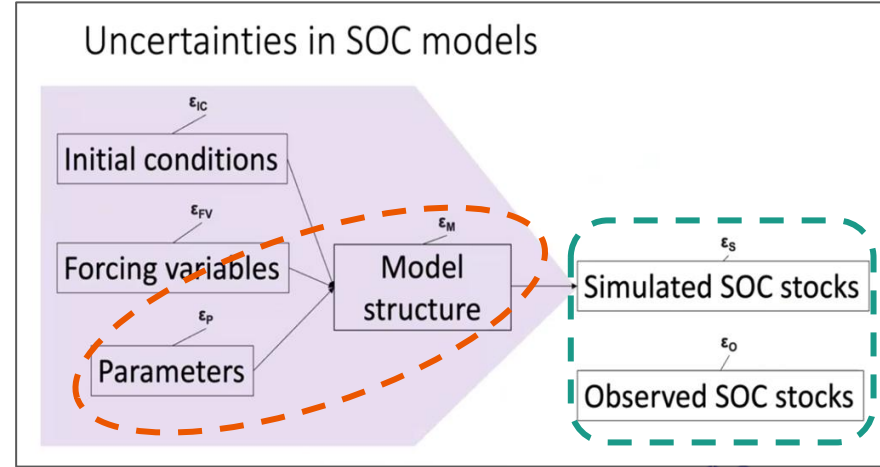 Uncertainties in SOC models
εIC
Initial conditions
εFV
Forcing variables
εP
Parameters
εM
Model
structure
εS
Simulated SOC stocks
εO
Observed SOC stocks